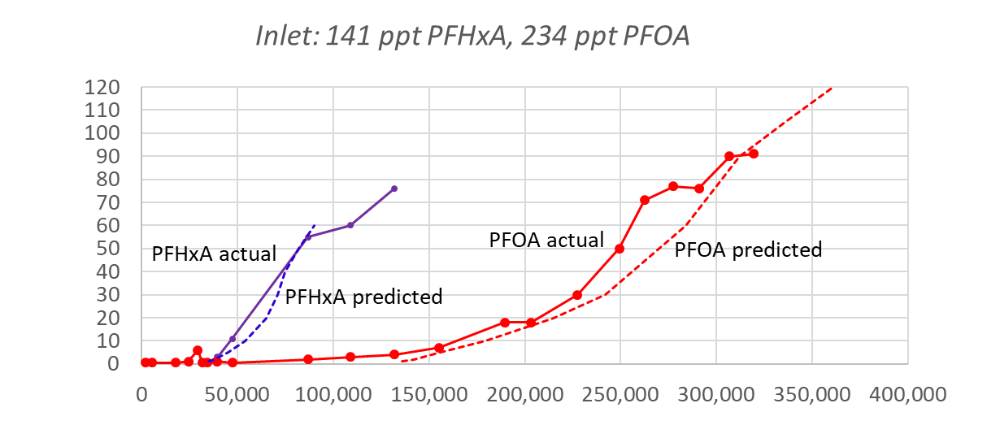 Inlet: 141 ppt PFHxA, 234 ppt PFOA
120
110
100
90
80
70
60
50
40
30
20
10
0
PFHxA actual
PFHxA predicted
PFOA actual
PFOA predicted
0 50,000 100,000 150,000 200,000 250,000 300,000 350,000 400,000